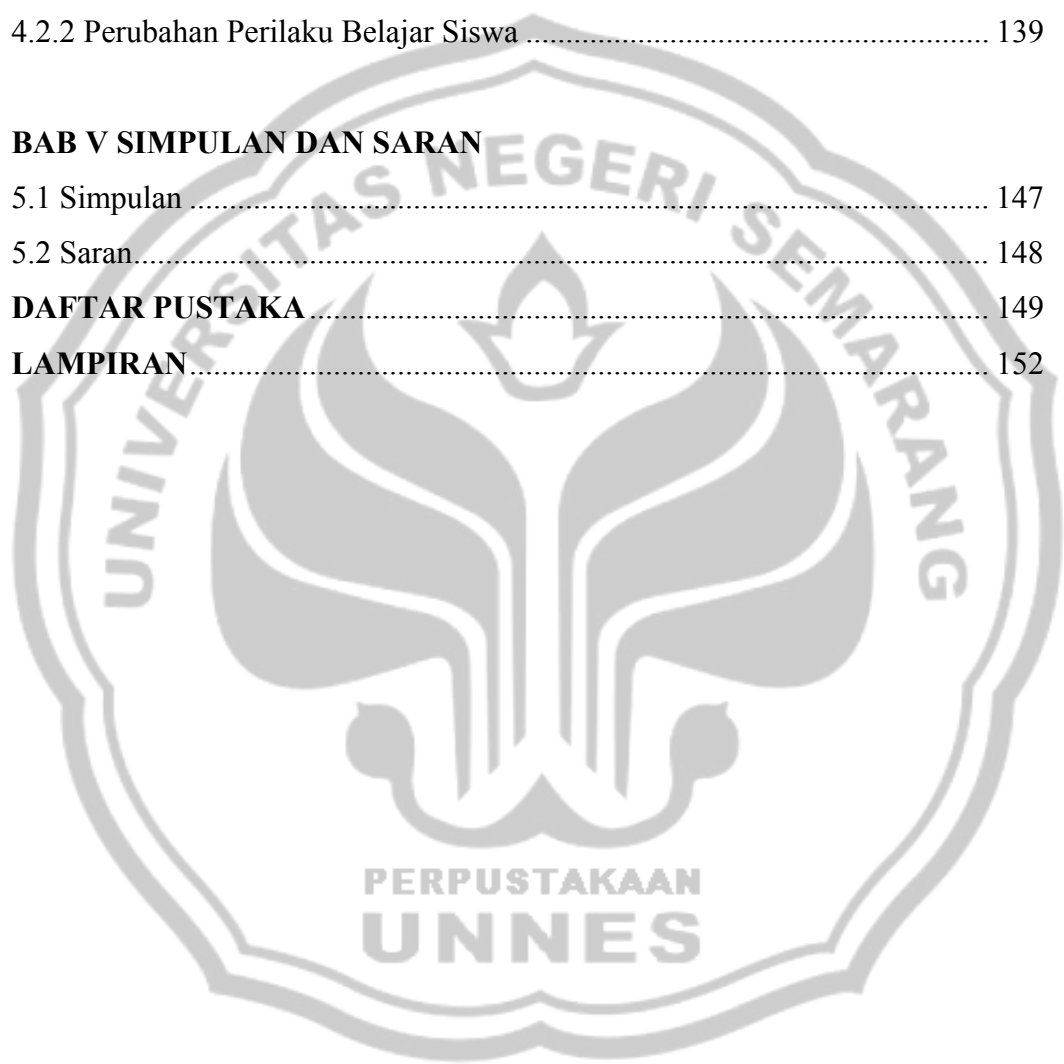 4.2.2 Perubahan Perilaku Belajar Siswa ........................................................... 139
BAB V SIMPULAN DAN SARAN
5.1 Simpulan .................................................................................................... 147
5.2 Saran........................................................................................................... 148
DAFTAR PUSTAKA..................................................................................... 149
LAMPIRAN.................................................................................................... 152
UNIVERSITAS NEGERI SEMARANG
PERPUSTAKAAN
UNNES